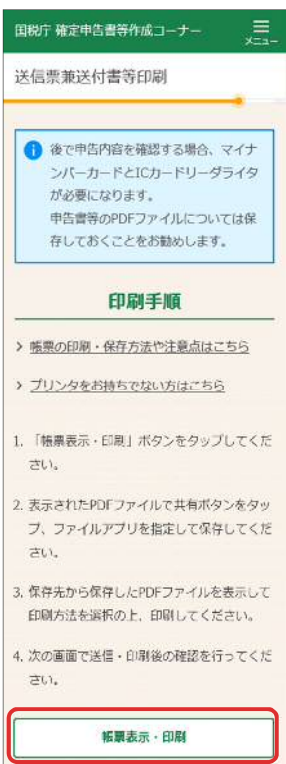 国税庁 確定申告書等作成コーナー
メニュー
送信票兼送付書等印刷
後で申告内容を確認する場合、マイナ
ンバーカードとICカードリーダライタ
が必要になります。
申告書等のPDFファイルについては保
存しておくことをお勧めします。
印刷手順
帳票の印刷・保存方法や注意点はこちら
プリンタをお持ちでない方はこちら
1. 「帳票表示・印刷」ボタンをタップしてくだ
さい。
2. 表示されたPDFファイルで共有ボタンをタッ
プ、ファイルアプリを指定して保存してくだ
さい。
3. 保存先から保存したPDFファイルを表示して
印刷方法を選択の上、印刷してください。
4. 次の画面で送信・印刷後の確認を行ってくだ
さい。
帳票表示・印刷